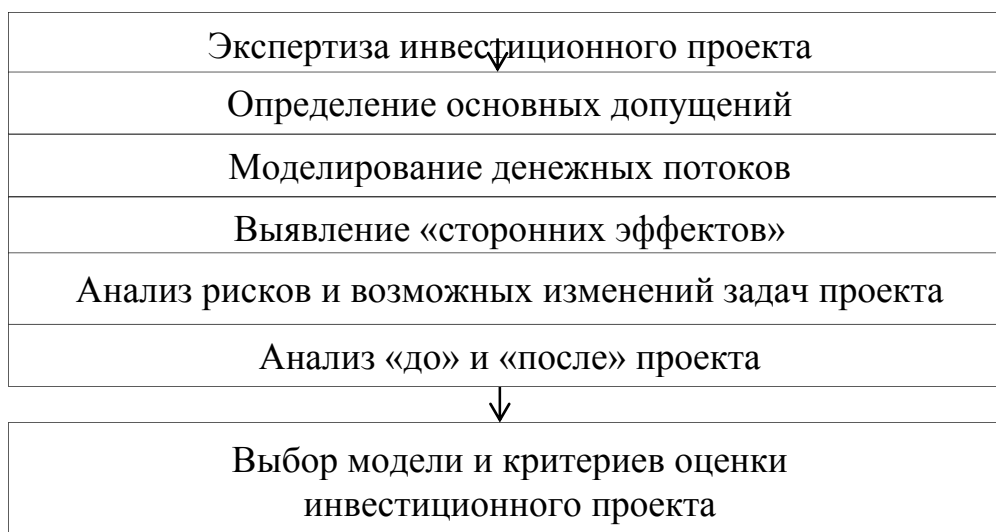 Экспертиза инвестиционного проекта
Определение основных допущений
Моделирование денежных потоков
Выявление «сторонних эффектов»
Анализ рисков и возможных изменений задач проекта
Анализ «до» и «после» проекта
Выбор модели и критериев оценки
инвестиционного проекта